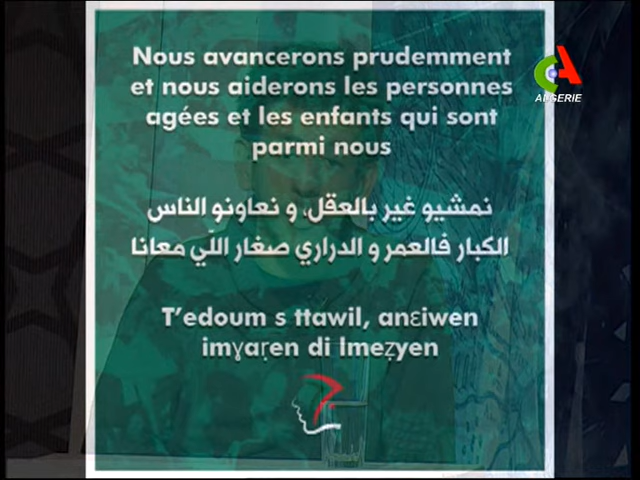 Nous avancerons prudemment
et nous aiderons les personnes
agées et les enfants qui sont
parmi nous
نمشيو غير بالعقل، و نعاونو الناس
الكبار فالعمر و الدراري صغار اللّي معانا
T'edoum s ttawil, anɛiwen
imɣaṛen di lmeẓyen
ALGERIE